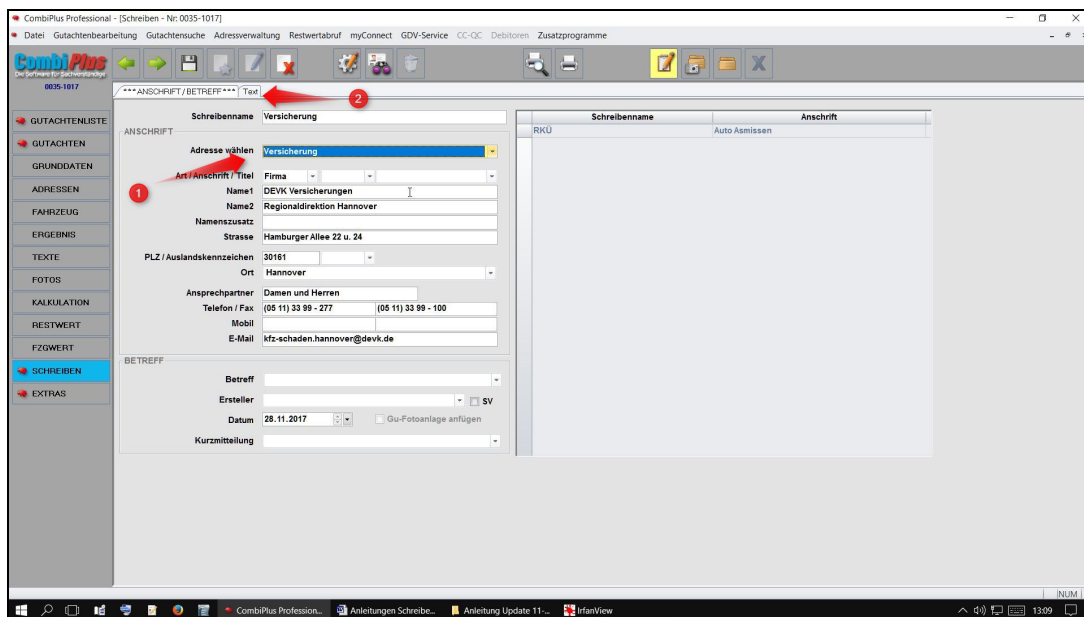 CombiPlus Professional - [Schreiben - Nr: 0035-1017]
Datei Gutachtenbearbeitung Gutachtensuche Adressverwaltung Restwertabruf myConnect GDV-Service CC-QC Debitoren Zusatzprogramme
CombiPlus
Die Software für Sachverständige
0035-1017
***ANSCHRIFT / BETREFF*** Text
2
GUTACHTENLISTE
GUTACHTEN
GRUNDDATEN
ADRESSEN
FAHRZEUG
ERGEBNIS
TEXTE
FOTOS
KALKULATION
RESTWERT
FZGWERT
SCHREIBEN
EXTRAS
Schreibenname Versicherung
ANSCHRIFT
Adresse wählen Versicherung
1
Art / Anschrift / Titel Firma
Name1 DEVK Versicherungen
Name2 Regionaldirektion Hannover
Namenszusatz
Strasse Hamburger Allee 22 u. 24
PLZ / Auslandskennzeichen 30161
Ort Hannover
Ansprechpartner Damen und Herren
Telefon / Fax (05 11) 33 99 - 277 (05 11) 33 99 - 100
Mobil
E-Mail kfz-schaden.hannover@devk.de
BETREFF
Betreff
Ersteller SV
Datum 28.11.2017 Gu-Fotoanlage anfügen
Kurzmitteilung
Schreibenname Anschrift
RKÜ Auto Asmissen
NUM
CombiPlus Profession... Anleitungen Schreibe... Anleitung Update 11-... IrfanView 13:09